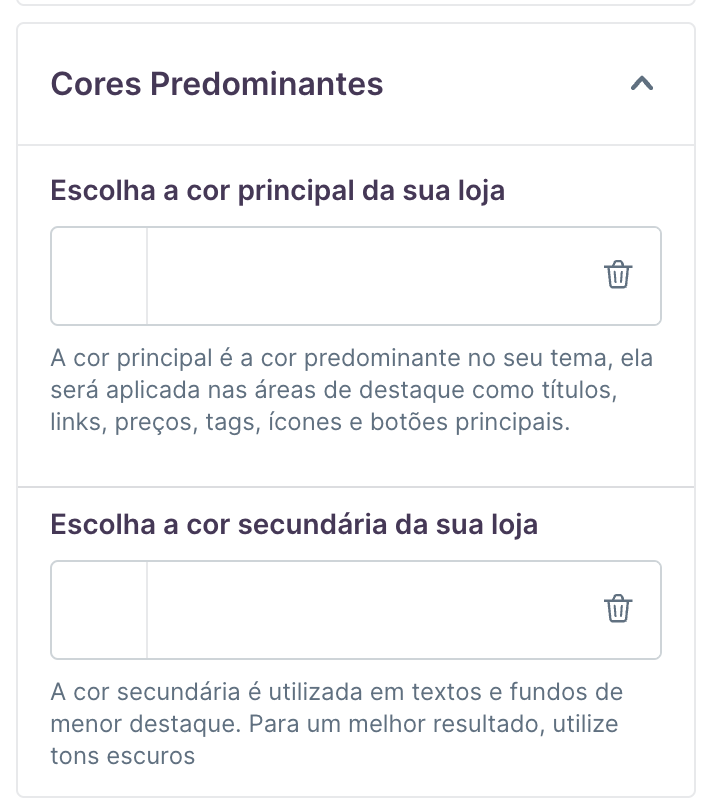 Cores Predominantes
Escolha a cor principal da sua loja
A cor principal é a cor predominante no seu tema, ela
será aplicada nas áreas de destaque como títulos,
links, preços, tags, ícones e botões principais.
Escolha a cor secundária da sua loja
A cor secundária é utilizada em textos e fundos de
menor destaque. Para um melhor resultado, utilize
tons escuros